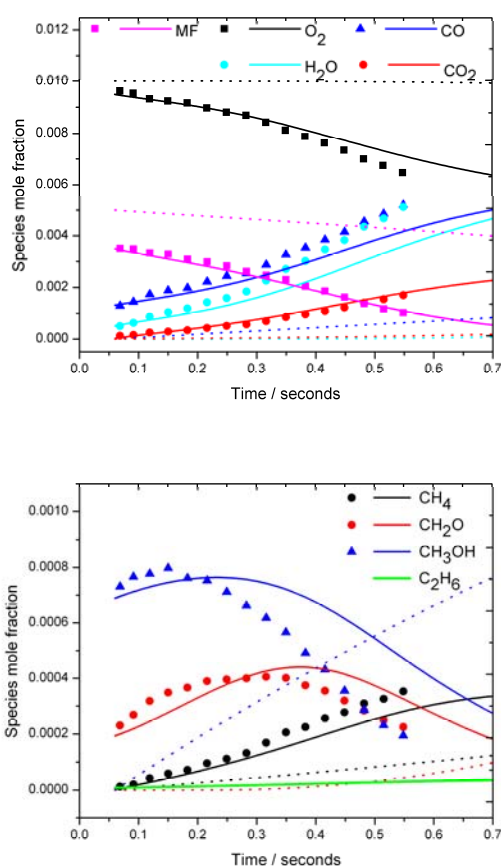 0.012
0.010
0.008
0.006
0.004
0.002
0.000
Species mole fraction
MF
O2
CO
H2O
CO2
0.0 0.1 0.2 0.3 0.4 0.5 0.6 0.7
Time / seconds
0.0010
0.0008
0.0006
0.0004
0.0002
0.0000
Species mole fraction
CH4
CH2O
CH3OH
C2H6
0.0 0.1 0.2 0.3 0.4 0.5 0.6 0.7
Time / seconds